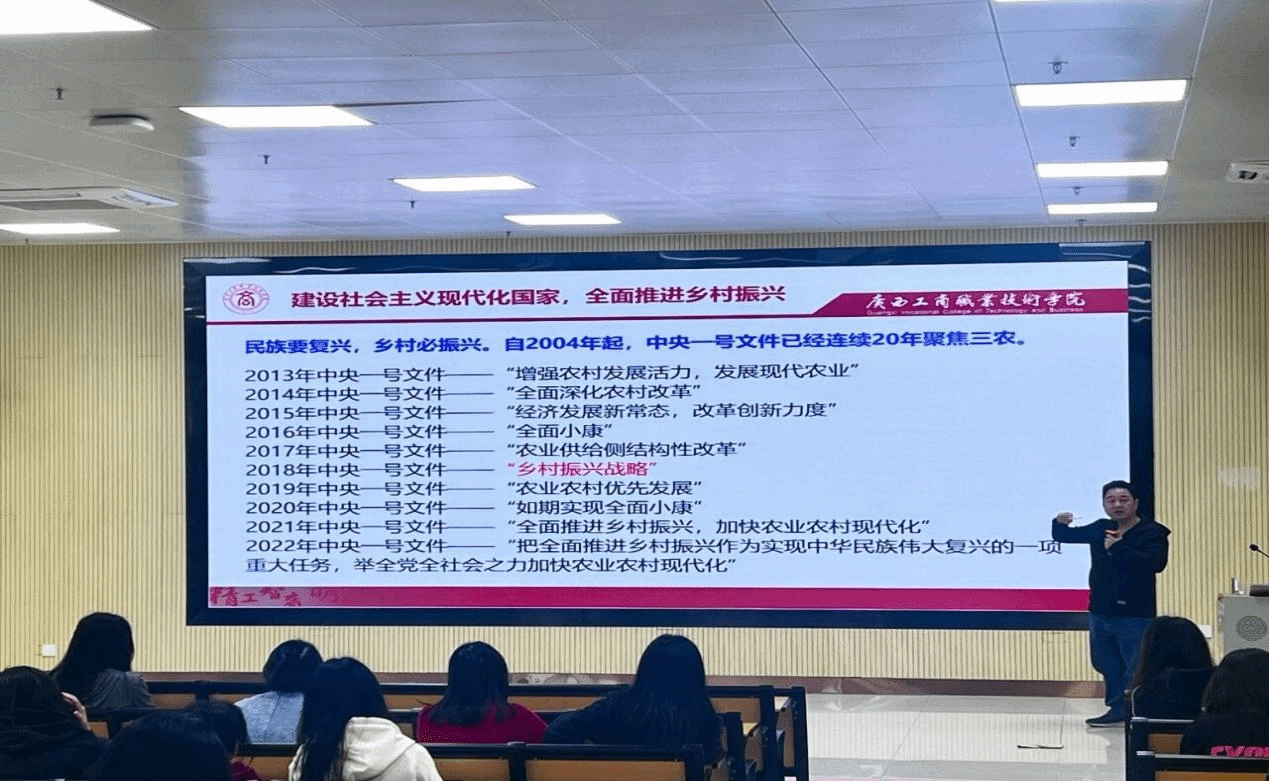 建设社会主义现代化国家，全面推进乡村振兴
商
广西工商職業技術学院
Guangxi Vocational College of Technology and Business
民族要复兴，乡村必振兴。自2004年起，中央一号文件已经连续20年聚焦三农。
2013年中央一号文件—— “增强农村发展活力，发展现代农业”
2014年中央一号文件—— “全面深化农村改革”
2015年中央一号文件—— “经济发展新常态，改革创新力度”
2016年中央一号文件—— “全面小康”
2017年中央一号文件—— “农业供给侧结构性改革”
2018年中央一号文件—— “乡村振兴战略”
2019年中央一号文件—— “农业农村优先发展”
2020年中央一号文件—— “如期实现全面小康”
2021年中央一号文件—— “全面推进乡村振兴，加快农业农村现代化”
2022年中央一号文件—— “把全面推进乡村振兴作为实现中华民族伟大复兴的一项
重大任务，举全党全社会之力加快农业农村现代化”